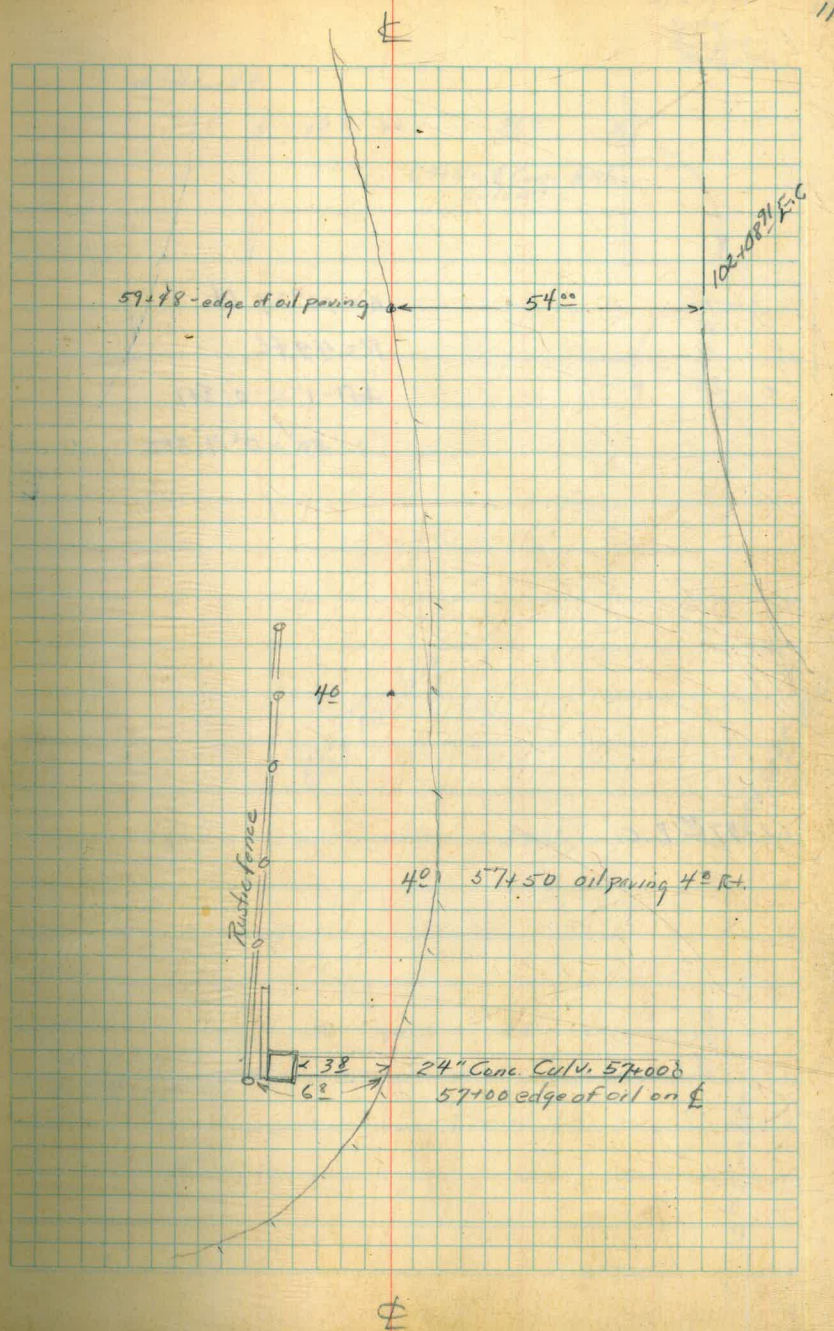 11
℄
102+08 91 E.C
59+48 - edge of oil paving
54 00
40
Rustic fence
4 0 57+50 oil paving 4 0 Rt.
3 8 24" Conc. Culv. 57+00
6 8 57+00 edge of oil on ℄
℄